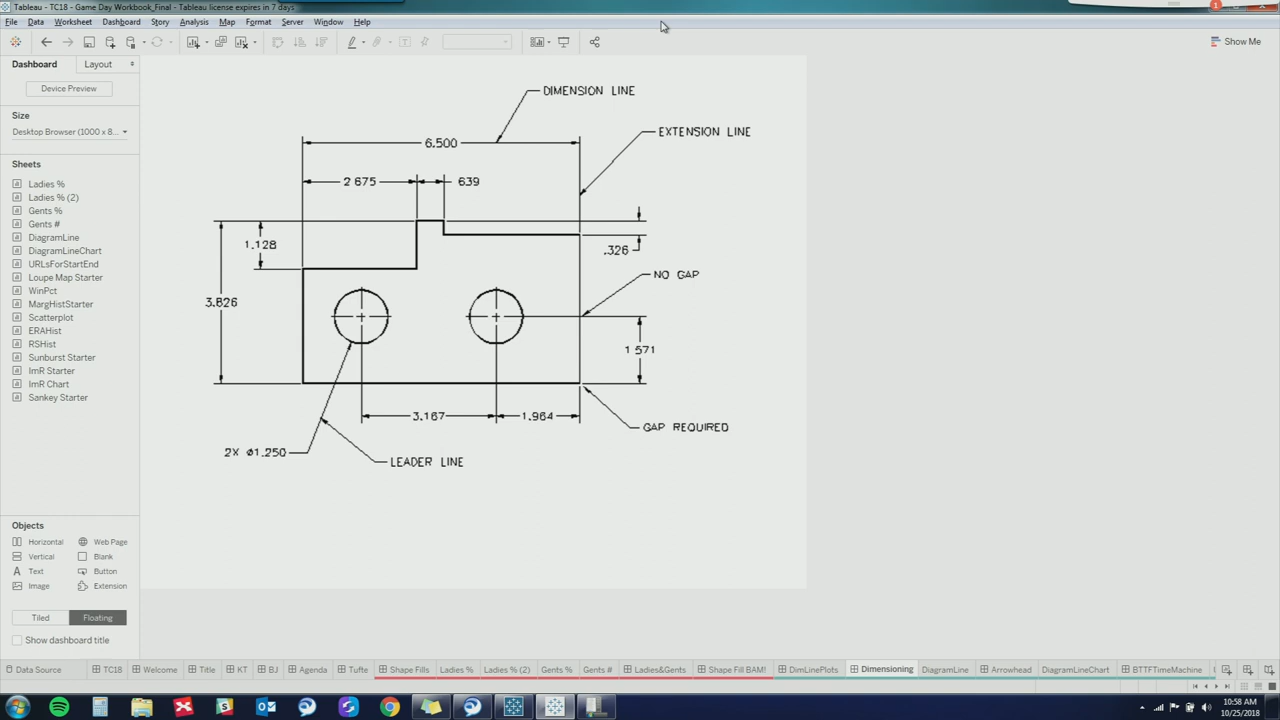 Tableau - TC18 - Game Day Workbook_Final - Tableau license expires in 7 days
1
File Data Worksheet Dashboard Story Analysis Map Format Server Window Help
Show Me
Dashboard Layout
Device Preview
Size
Desktop Browser (1000 x 8...
Sheets
Ladies %
Ladies % (2)
Gents %
Gents #
DiagramLine
DiagramLineChart
URLsForStartEnd
Loupe Map Starter
WinPct
MargHistStarter
Scatterplot
ERAHist
RSHist
Sunburst Starter
ImR Starter
ImR Chart
Sankey Starter
Objects
Horizontal Web Page
Vertical Blank
Text Button
Image Extension
Tiled Floating
Show dashboard title
DIMENSION LINE
EXTENSION LINE
6.500
2 675 639
1.128
.326
NO GAP
3.826
1 571
3.167 1.964
GAP REQUIRED
2X ø1.250
LEADER LINE
Data Source TC18 Welcome Title KT BJ Agenda Tufte Shape Fills Ladies % Ladies % (2) Gents % Gents # Ladies&Gents Shape Fill BAM! DimLinePlots Dimensioning DiagramLine Arrowhead DiagramLineChart BTTFTimeMachine
10:58 AM
10/25/2018